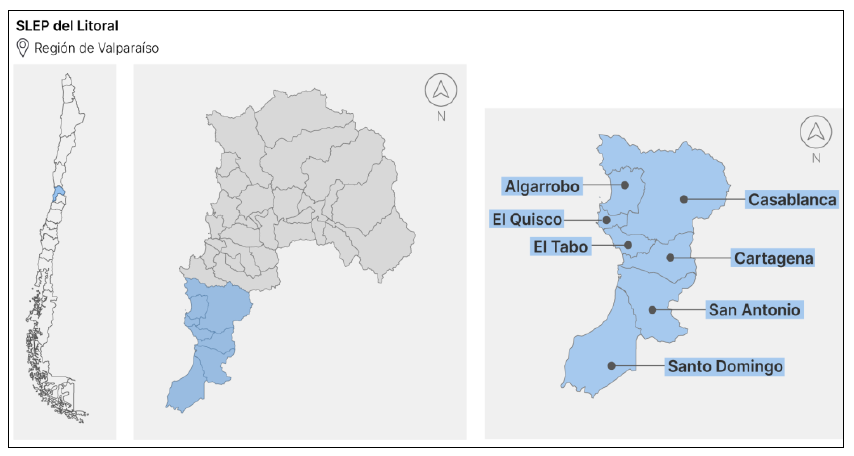 SLEP del Litoral
Región de Valparaíso
N
N
Algarrobo
Casablanca
El Quisco
El Tabo
Cartagena
San Antonio
Santo Domingo